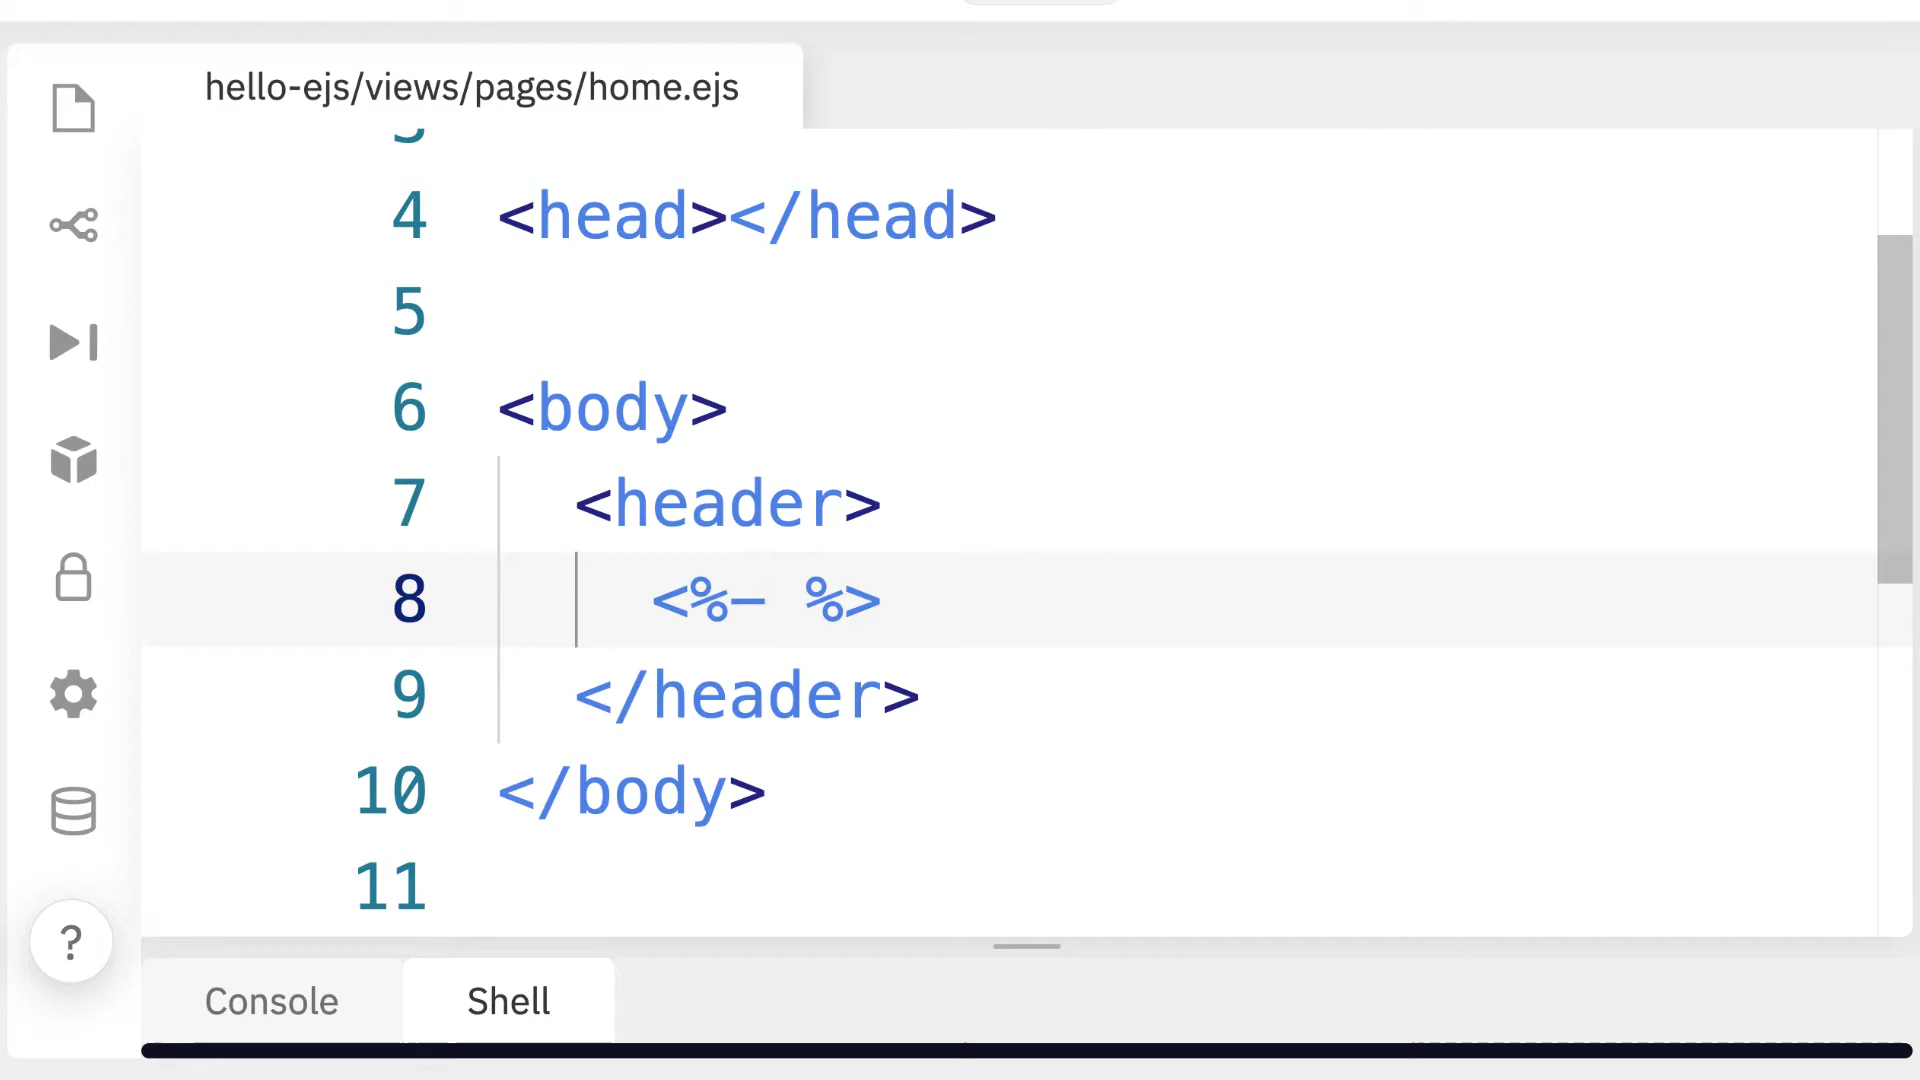 hello-ejs/views/pages/home.ejs
4 <head></head>
5
6 <body>
7 <header>
8 <%- %>
9 </header>
10 </body>
11
?
Console Shell